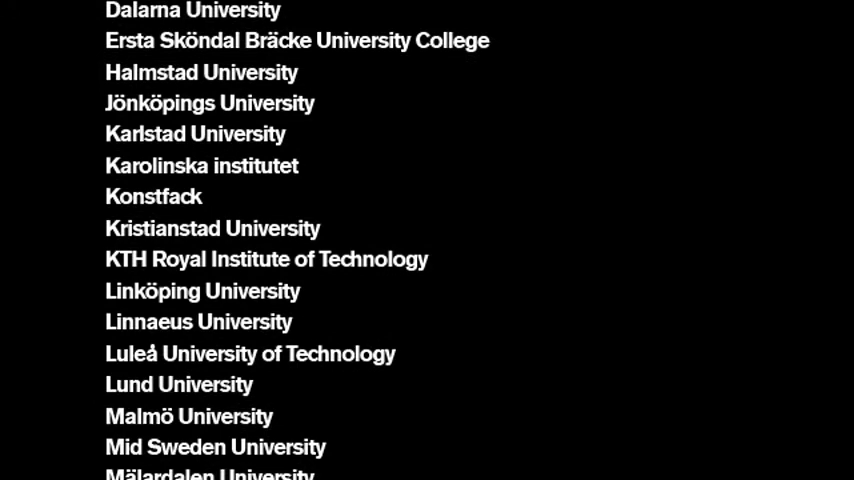 Dalarna University
Ersta Sköndal Bräcke University College
Halmstad University
Jönköpings University
Karlstad University
Karolinska institutet
Konstfack
Kristianstad University
KTH Royal Institute of Technology
Linköping University
Linnaeus University
Luleå University of Technology
Lund University
Malmö University
Mid Sweden University
Mälardalen University